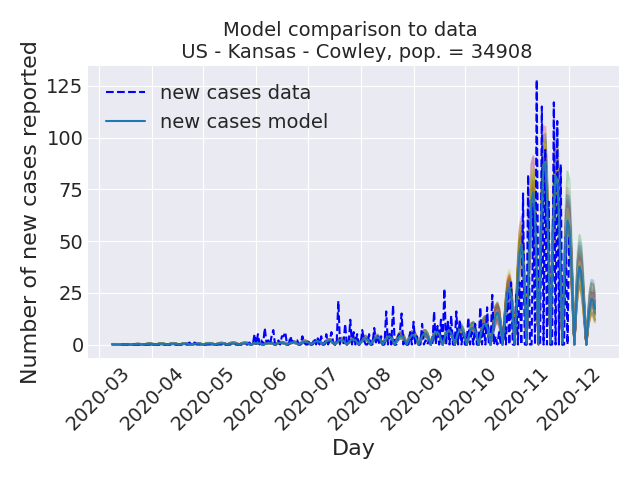 Model comparison to data
US - Kansas - Cowley, pop. = 34908
Number of new cases reported
125
100
75
50
25
0
new cases data
new cases model
2020-03
2020-04
2020-05
2020-06
2020-07
2020-08
2020-09
2020-10
2020-11
2020-12
Day